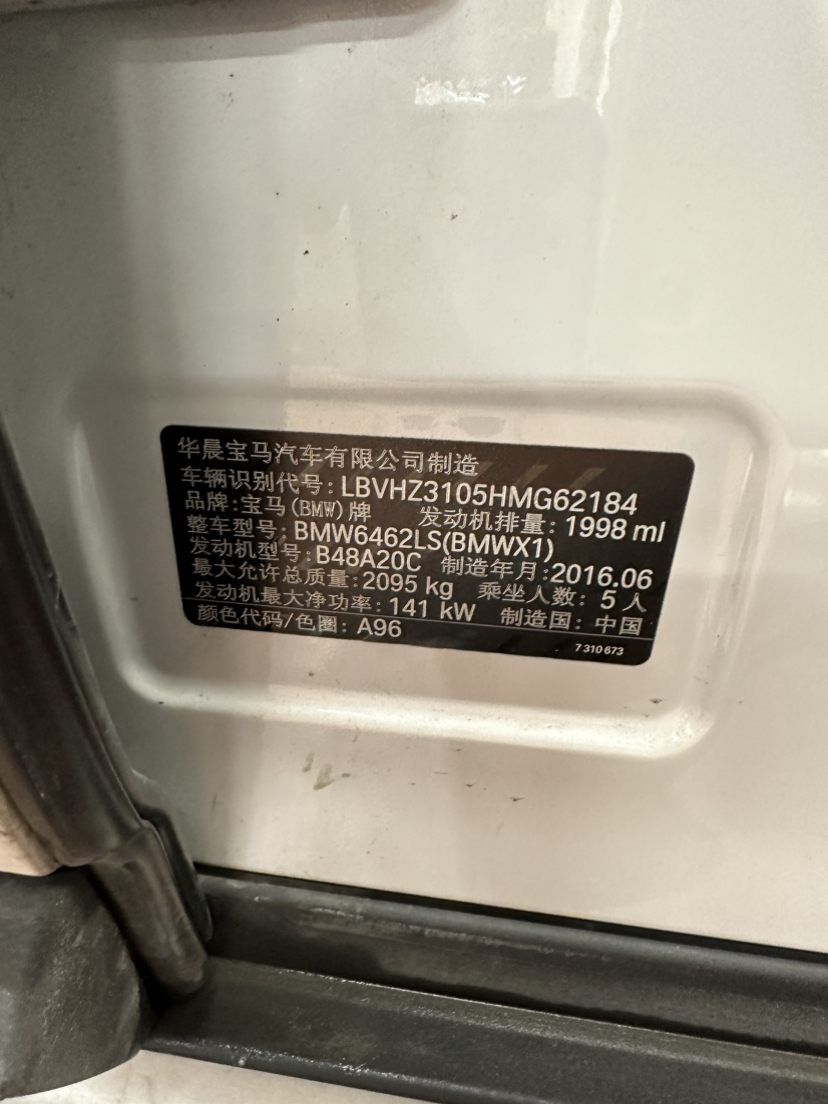 华晨宝马汽车有限公司制造
车辆识别代号: LBVHZ3105HMG62184
品牌: 宝马(BMW)牌 发动机排量: 1998 ml
整车型号: BMW6462LS(BMWX1)
发动机型号: B48A20C 制造年月: 2016.06
最大允许总质量: 2095 kg 乘坐人数: 5 人
发动机最大净功率: 141 kW 制造国: 中国
颜色代码/色圈: A96
7 310 673